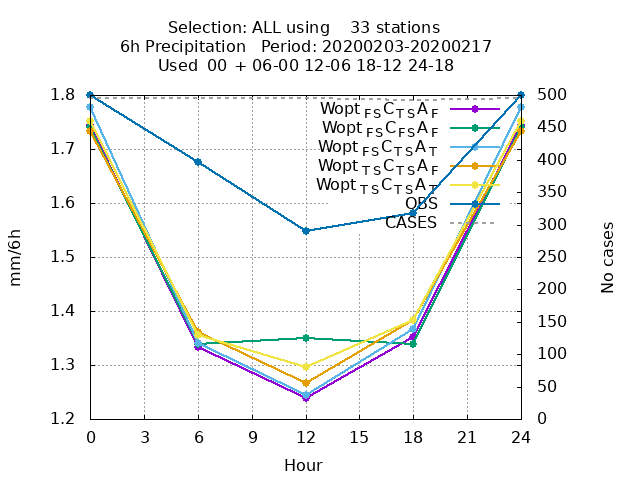 Selection: ALL using    33 stations
6h Precipitation   Period: 20200203-20200217
Used  00 + 06-00 12-06 18-12 24-18
1.8
1.7
1.6
1.5
1.4
1.3
1.2
mm/6h
Wopt FS C TS A F
Wopt FS C FS A F
Wopt FS C TS A T
Wopt TS C TS A F
Wopt TS C TS A T
OBS
CASES
500
450
400
350
300
250
200
150
100
50
0
No cases
0 3 6 9 12 15 18 21 24
Hour